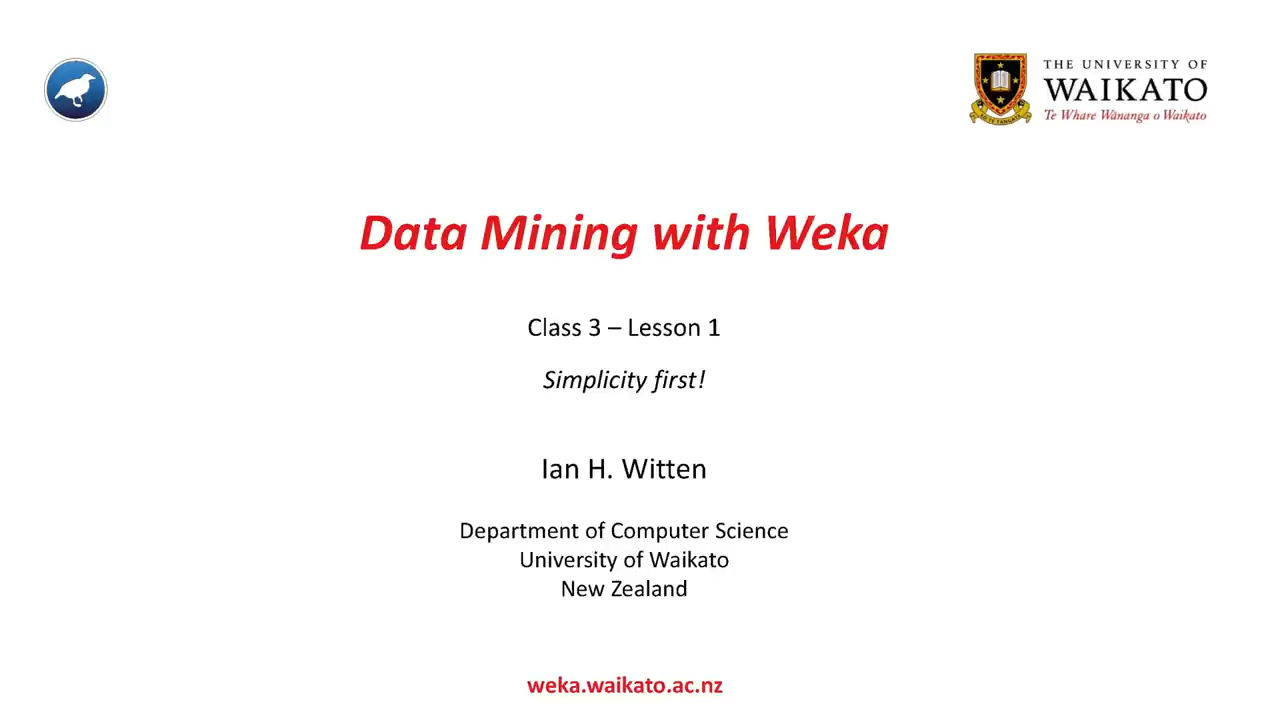 THE UNIVERSITY OF
WAIKATO
Te Whare Wānanga o Waikato
Data Mining with Weka
Class 3 – Lesson 1
Simplicity first!
Ian H. Witten
Department of Computer Science
University of Waikato
New Zealand
weka.waikato.ac.nz